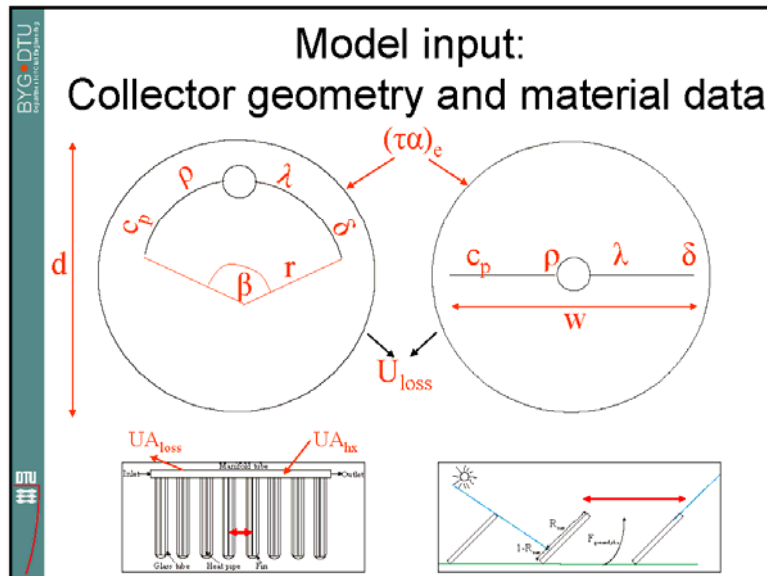 BYG•DTU
Model input:
Collector geometry and material data
(τα)e
ρ
λ
cp
δ
d
β
r
cp
ρ
λ
δ
w
Uloss
UAloss
UAhx
Manifold tube
Inlet
Outlet
Glass tube
Heat pipe
Fin
1-R
DTU